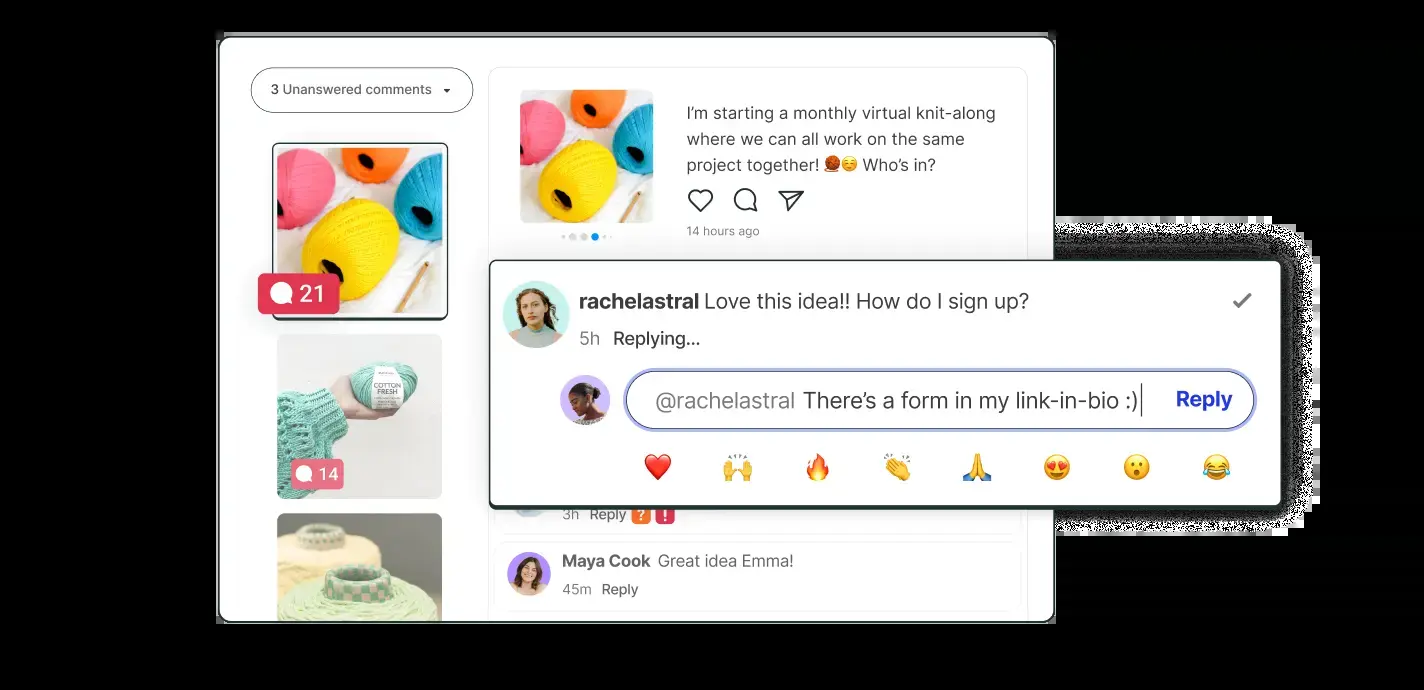 3 Unanswered comments
I’m starting a monthly virtual knit-along
where we can all work on the same
project together! 🧶☺️ Who’s in?
14 hours ago
21
COTTON
FRESH
14
rachelastral Love this idea!! How do I sign up?
5h Replying...
@rachelastral There’s a form in my link-in-bio :)
Reply
❤️ 🙌 🔥 👏 🙏 😍 😮 😂
3h Reply ? !
Maya Cook Great idea Emma!
45m Reply